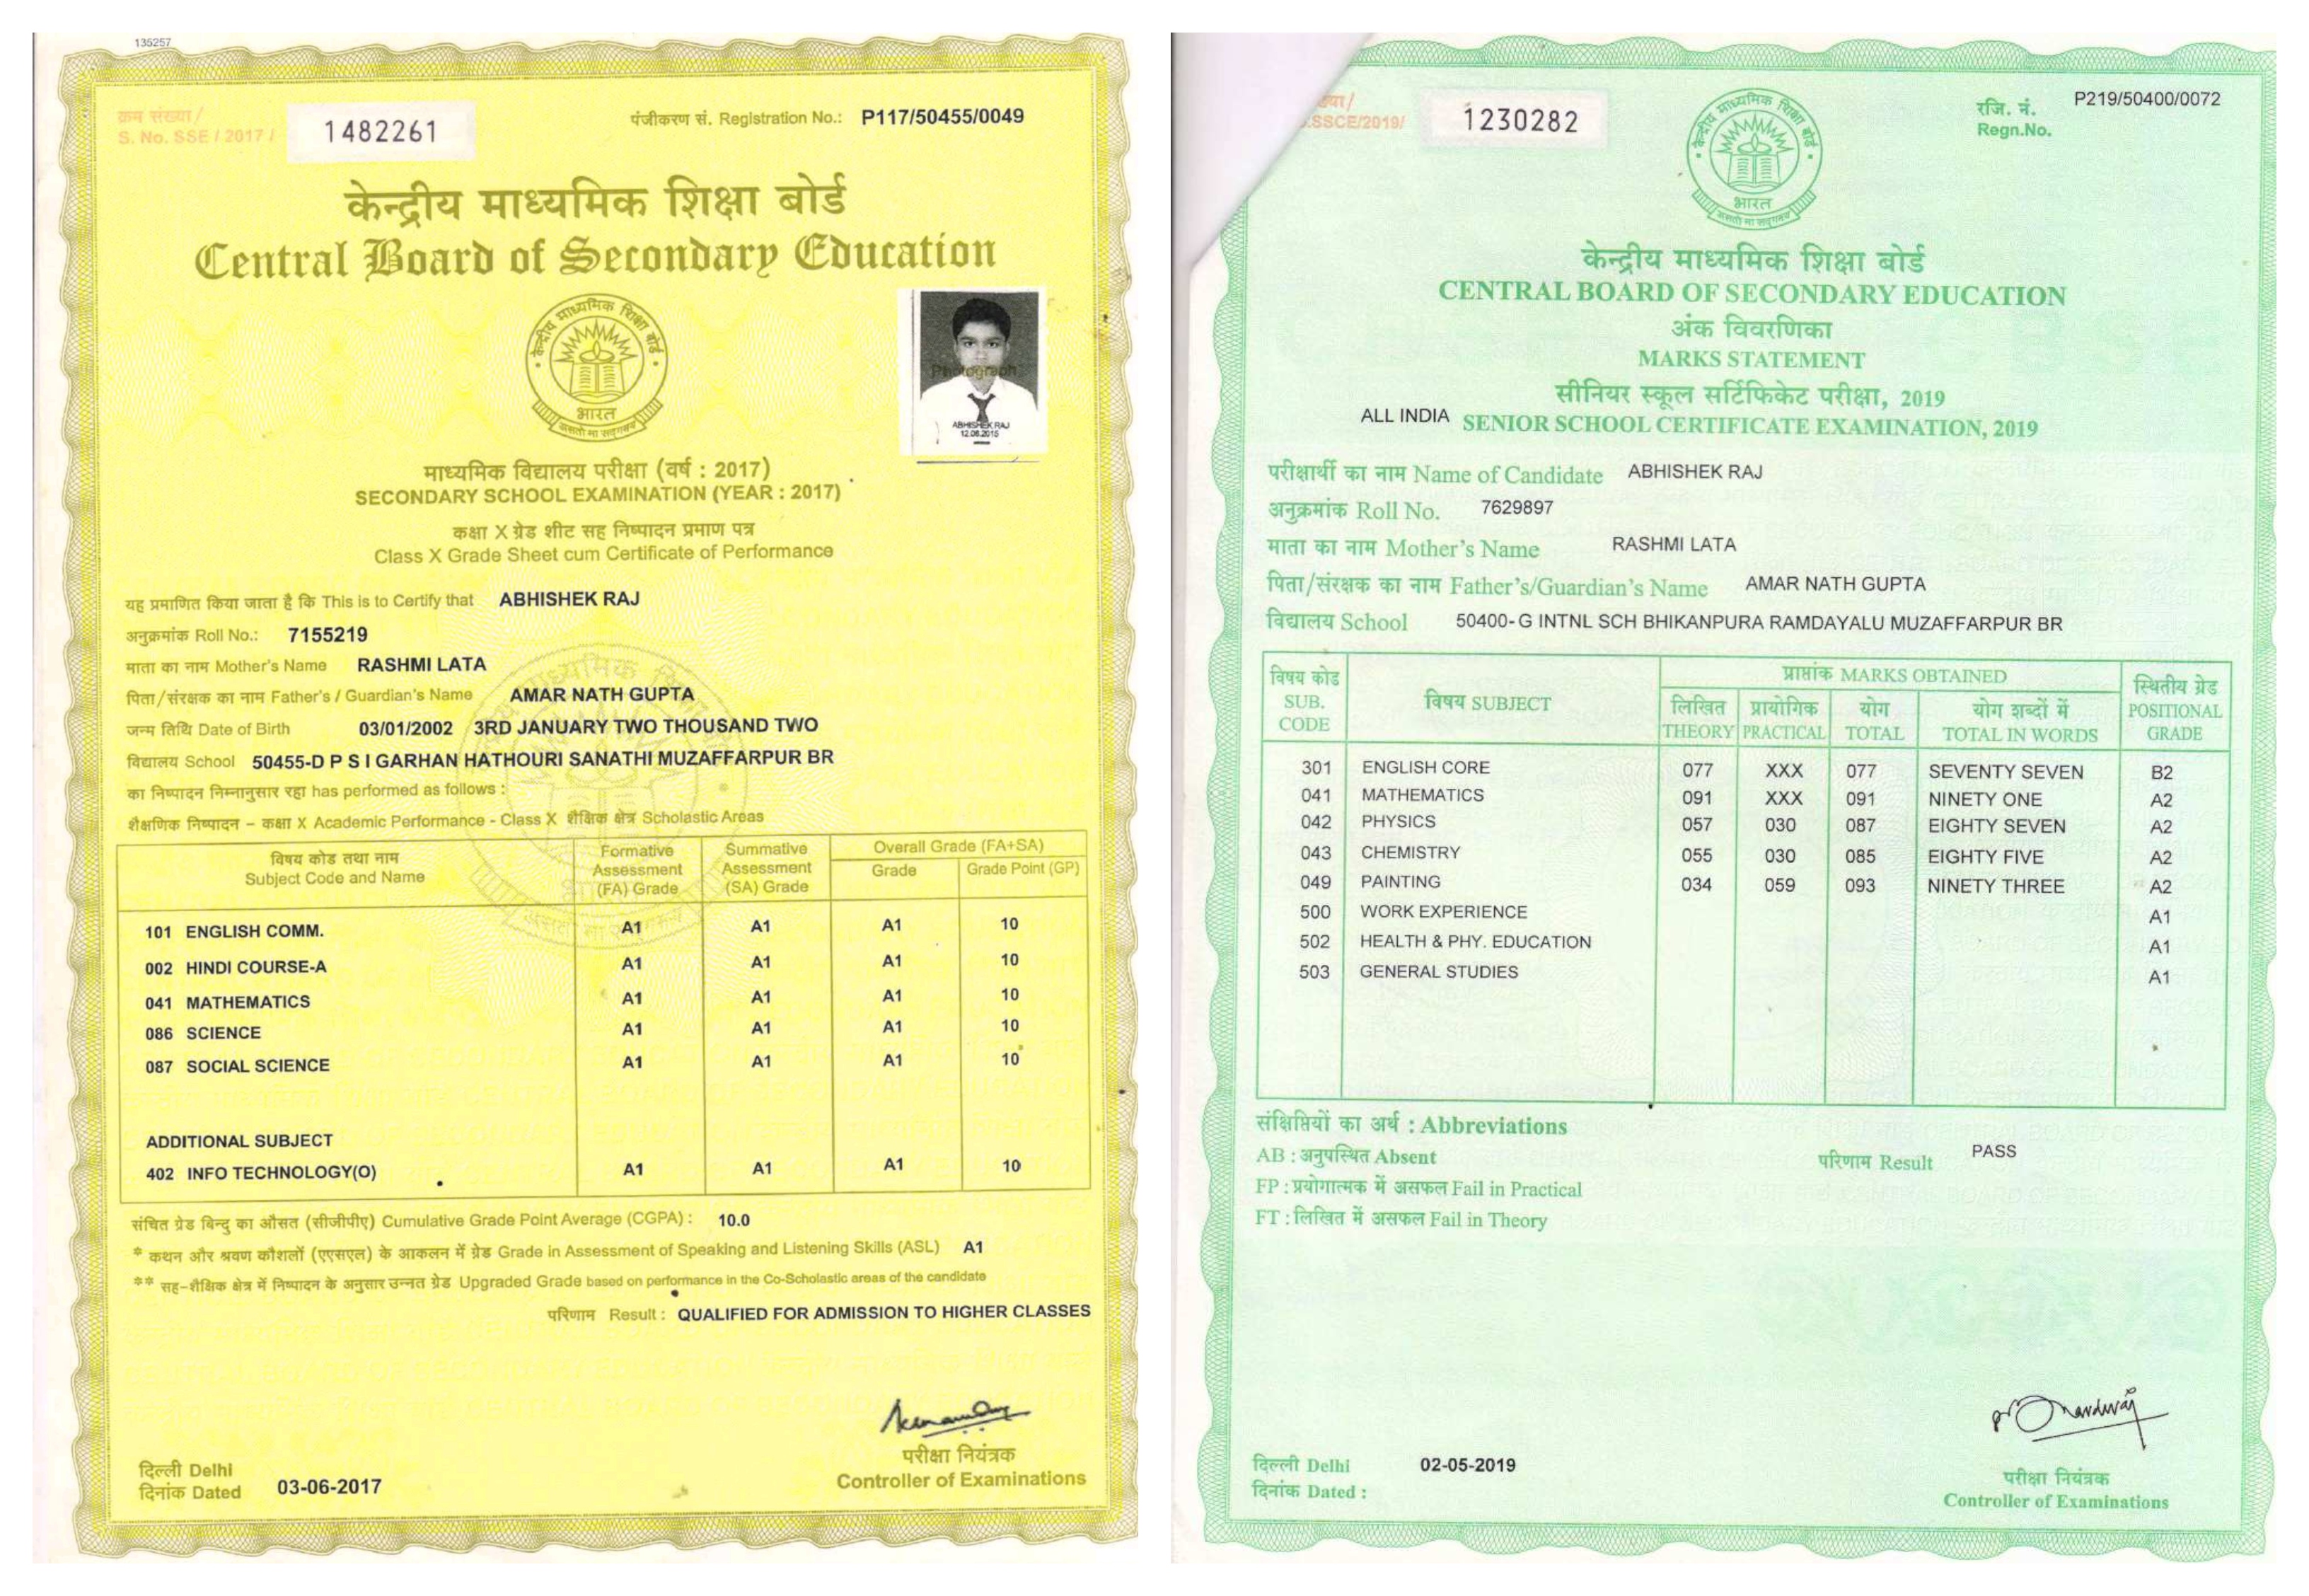 135257
क्रम संख्या /
S. No. SSE / 2017 /
1482261
पंजीकरण सं. Registration No.: P117/50455/0049
केन्द्रीय माध्यमिक शिक्षा बोर्ड
Central Board of Secondary Education
केन्द्रीय माध्यमिक शिक्षा बोर्ड
भारत
असतो मा सद्गमय
Photograph
ABHISHEK RAJ
12.06.2015
माध्यमिक विद्यालय परीक्षा (वर्ष : 2017)
SECONDARY SCHOOL EXAMINATION (YEAR : 2017)
कक्षा X ग्रेड शीट सह निष्पादन प्रमाण पत्र
Class X Grade Sheet cum Certificate of Performance
यह प्रमाणित किया जाता है कि This is to Certify that ABHISHEK RAJ
अनुक्रमांक Roll No.: 7155219
माता का नाम Mother's Name RASHMI LATA
पिता/संरक्षक का नाम Father's / Guardian's Name AMAR NATH GUPTA
जन्म तिथि Date of Birth 03/01/2002 3RD JANUARY TWO THOUSAND TWO
विद्यालय School 50455-D P S I GARHAN HATHOURI SANATHI MUZAFFARPUR BR
का निष्पादन निम्नानुसार रहा has performed as follows :
शैक्षणिक निष्पादन – कक्षा X Academic Performance - Class X शैक्षिक क्षेत्र Scholastic Areas
विषय कोड तथा नाम
Subject Code and Name
Formative Assessment (FA) Grade
Summative Assessment (SA) Grade
Overall Grade (FA+SA)
Grade Grade Point (GP)
101 ENGLISH COMM. A1 A1 A1 10
002 HINDI COURSE-A A1 A1 A1 10
041 MATHEMATICS A1 A1 A1 10
086 SCIENCE A1 A1 A1 10
087 SOCIAL SCIENCE A1 A1 A1 10
ADDITIONAL SUBJECT
402 INFO TECHNOLOGY(O) A1 A1 A1 10
संचित ग्रेड बिन्दु का औसत (सीजीपीए) Cumulative Grade Point Average (CGPA) : 10.0
* कथन और श्रवण कौशलों (एएसएल) के आकलन में ग्रेड Grade in Assessment of Speaking and Listening Skills (ASL) A1
** सह-शैक्षिक क्षेत्र में निष्पादन के अनुसार उन्नत ग्रेड Upgraded Grade based on performance in the Co-Scholastic areas of the candidate
परिणाम Result : QUALIFIED FOR ADMISSION TO HIGHER CLASSES
परीक्षा नियंत्रक
Controller of Examinations
दिल्ली Delhi
दिनांक Dated 03-06-2017
.SSCE/2019/
1230282
केन्द्रीय माध्यमिक शिक्षा बोर्ड
भारत
असतो मा सद्गमय
रजि. नं. P219/50400/0072
Regn.No.
केन्द्रीय माध्यमिक शिक्षा बोर्ड
CENTRAL BOARD OF SECONDARY EDUCATION
अंक विवरणिका
MARKS STATEMENT
सीनियर स्कूल सर्टिफिकेट परीक्षा, 2019
ALL INDIA SENIOR SCHOOL CERTIFICATE EXAMINATION, 2019
परीक्षार्थी का नाम Name of Candidate ABHISHEK RAJ
अनुक्रमांक Roll No. 7629897
माता का नाम Mother's Name RASHMI LATA
पिता/संरक्षक का नाम Father's/Guardian's Name AMAR NATH GUPTA
विद्यालय School 50400- G INTNL SCH BHIKANPURA RAMDAYALU MUZAFFARPUR BR
विषय कोड SUB. CODE
विषय SUBJECT
प्राप्तांक MARKS OBTAINED
लिखित THEORY
प्रायोगिक PRACTICAL
योग TOTAL
योग शब्दों में TOTAL IN WORDS
स्थितीय ग्रेड POSITIONAL GRADE
301 ENGLISH CORE 077 XXX 077 SEVENTY SEVEN B2
041 MATHEMATICS 091 XXX 091 NINETY ONE A2
042 PHYSICS 057 030 087 EIGHTY SEVEN A2
043 CHEMISTRY 055 030 085 EIGHTY FIVE A2
049 PAINTING 034 059 093 NINETY THREE A2
500 WORK EXPERIENCE A1
502 HEALTH & PHY. EDUCATION A1
503 GENERAL STUDIES A1
संक्षिप्तियों का अर्थ : Abbreviations
AB : अनुपस्थित Absent
परिणाम Result PASS
FP : प्रयोगात्मक में असफल Fail in Practical
FT : लिखित में असफल Fail in Theory
दिल्ली Delhi
दिनांक Dated : 02-05-2019
परीक्षा नियंत्रक
Controller of Examinations